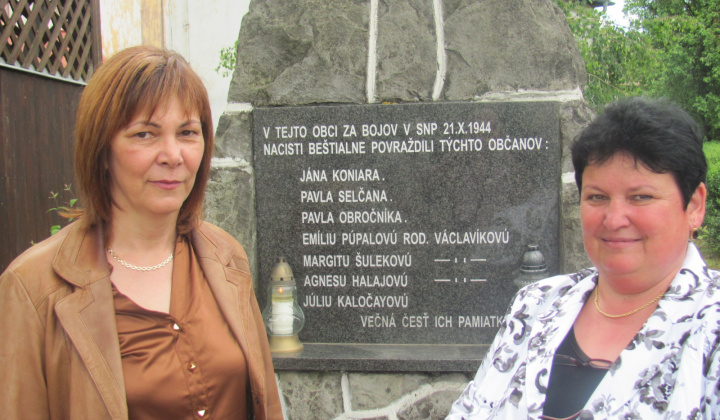 V TEJTO OBCI ZA BOJOV V SNP 21.X.1944
NACISTI BEŠTIALNE POVRAŽDILI TÝCHTO OBČANOV :
JÁNA KONIARA .
PAVLA SELČANA .
PAVLA OBROČNÍKA .
EMÍLIU PÚPALOVÚ ROD. VÁCLAVÍKOVÚ
MARGITU ŠULEKOVÚ — „ —
AGNESU HALAJOVÚ — „ —
JÚLIU KALOČAYOVÚ
VEČNÁ ČESŤ ICH PAMIATK